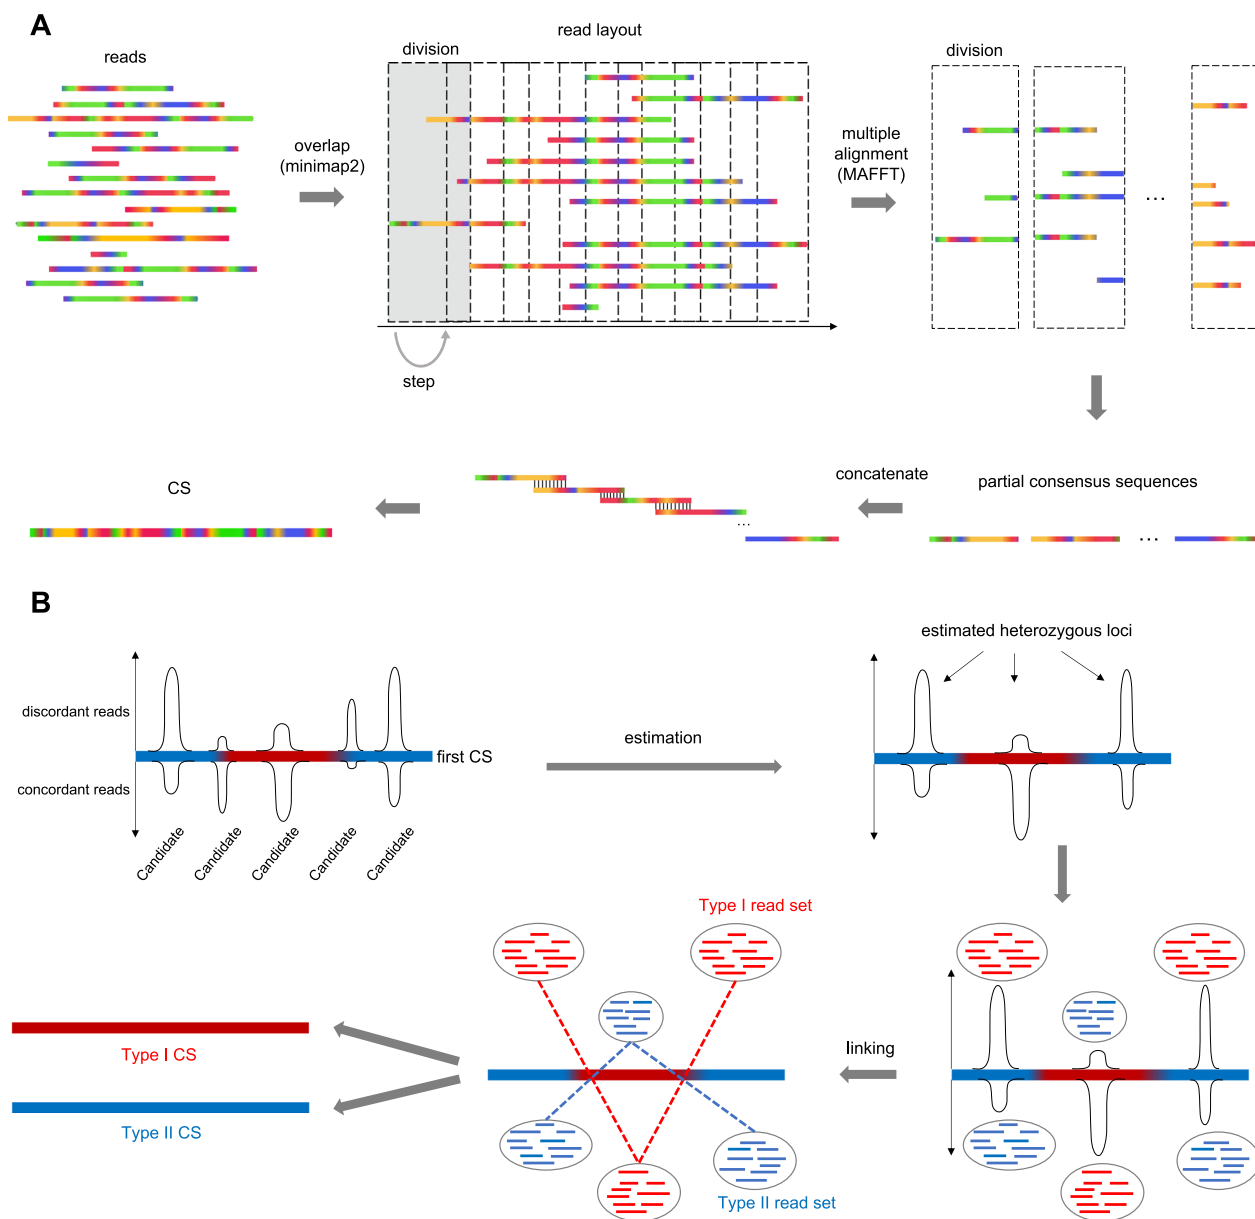 A
reads
overlap
(minimap2)
read layout
division
step
multiple
alignment
(MAFFT)
division
...
partial consensus sequences
...
concatenate
...
CS
B
discordant reads
concordant reads
first CS
Candidate
Candidate
Candidate
Candidate
Candidate
estimation
estimated heterozygous loci
linking
Type I read set
Type II read set
Type I CS
Type II CS